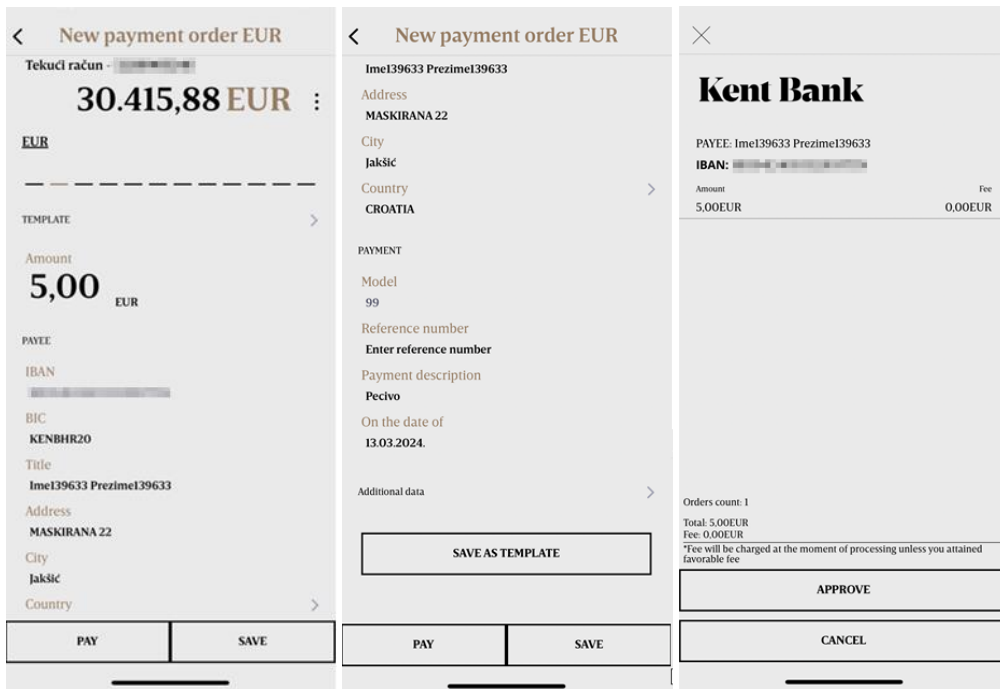 New payment order EUR
Tekući račun -
30.415,88 EUR
EUR
TEMPLATE
Amount
5,00 EUR
PAYEE
IBAN
BIC
KENBHR20
Title
Ime139633 Prezime139633
Address
MASKIRANA 22
City
Jakšić
Country
PAY SAVE
New payment order EUR
Ime139633 Prezime139633
Address
MASKIRANA 22
City
Jakšić
Country
CROATIA
PAYMENT
Model
99
Reference number
Enter reference number
Payment description
Pecivo
On the date of
13.03.2024.
Additional data
SAVE AS TEMPLATE
PAY SAVE
Kent Bank
PAYEE: Ime139633 Prezime139633
IBAN:
Amount Fee
5,00EUR 0,00EUR
Orders count: 1
Total: 5,00EUR
Fee: 0,00EUR
*Fee will be charged at the moment of processing unless you attained
favorable fee
APPROVE
CANCEL